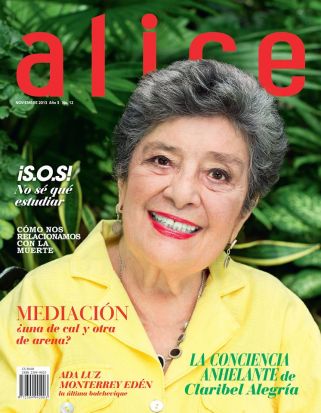 alice
NOVIEMBRE 2013 Año 3 No. 12
¡S.O.S!
No sé qué
estudiar
CÓMO NOS
RELACIONAMOS
CON LA
MUERTE
MEDIACIÓN
¿una de cal y otra
de arena?
ADA LUZ
MONTERREY EDÉN
la última bolchevique
LA CONCIENCIA
ANHELANTE de
Claribel Alegría